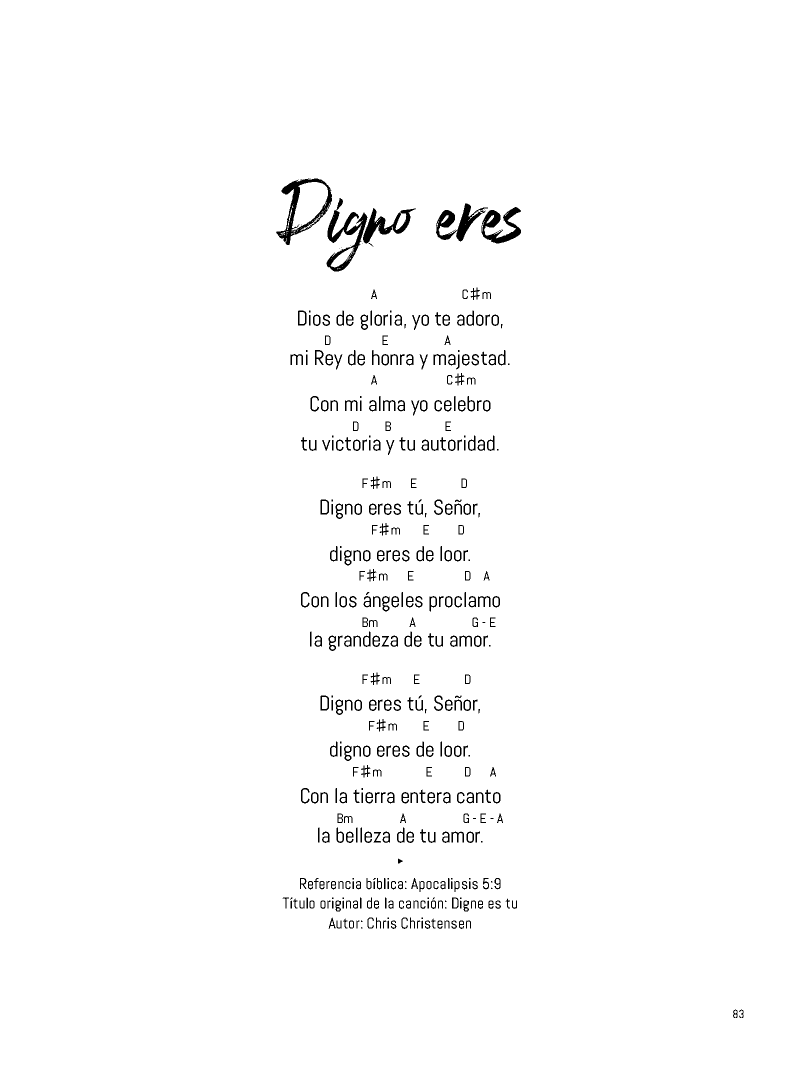 Digno eres
A C♯m
Dios de gloria, yo te adoro,
D E A
mi Rey de honra y majestad.
A C♯m
Con mi alma yo celebro
D B E
tu victoria y tu autoridad.
F♯m E D
Digno eres tú, Señor,
F♯m E D
digno eres de loor.
F♯m E D A
Con los ángeles proclamo
Bm A G - E
la grandeza de tu amor.
F♯m E D
Digno eres tú, Señor,
F♯m E D
digno eres de loor.
F♯m E D A
Con la tierra entera canto
Bm A G - E - A
la belleza de tu amor.
Referencia bíblica: Apocalipsis 5:9
Título original de la canción: Digne es tu
Autor: Chris Christensen
83